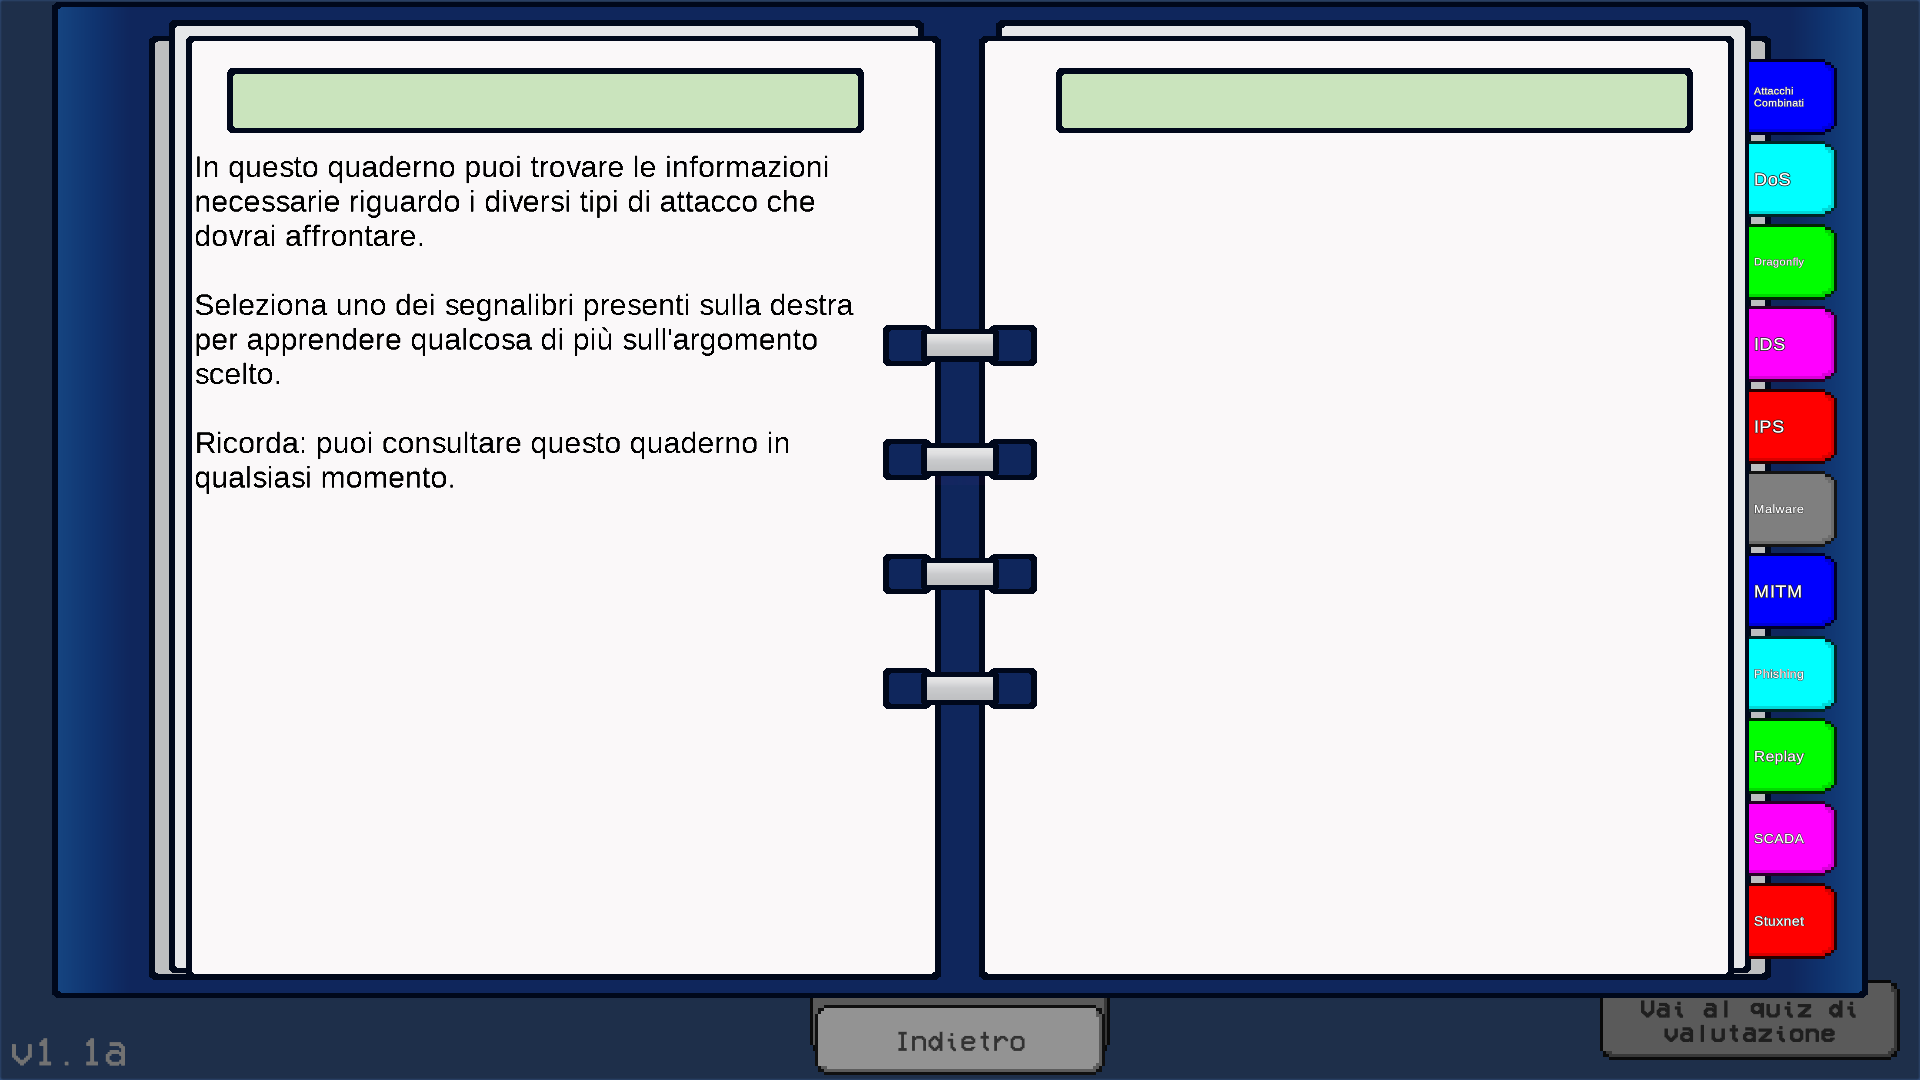 In questo quaderno puoi trovare le informazioni
necessarie riguardo i diversi tipi di attacco che
dovrai affrontare.
Seleziona uno dei segnalibri presenti sulla destra
per apprendere qualcosa di più sull'argomento
scelto.
Ricorda: puoi consultare questo quaderno in
qualsiasi momento.
Attacchi
Combinati
DoS
Dragonfly
IDS
IPS
Malware
MITM
Phishing
Replay
SCADA
Stuxnet
Indietro
Vai al quiz di
valutazione
v1.1a